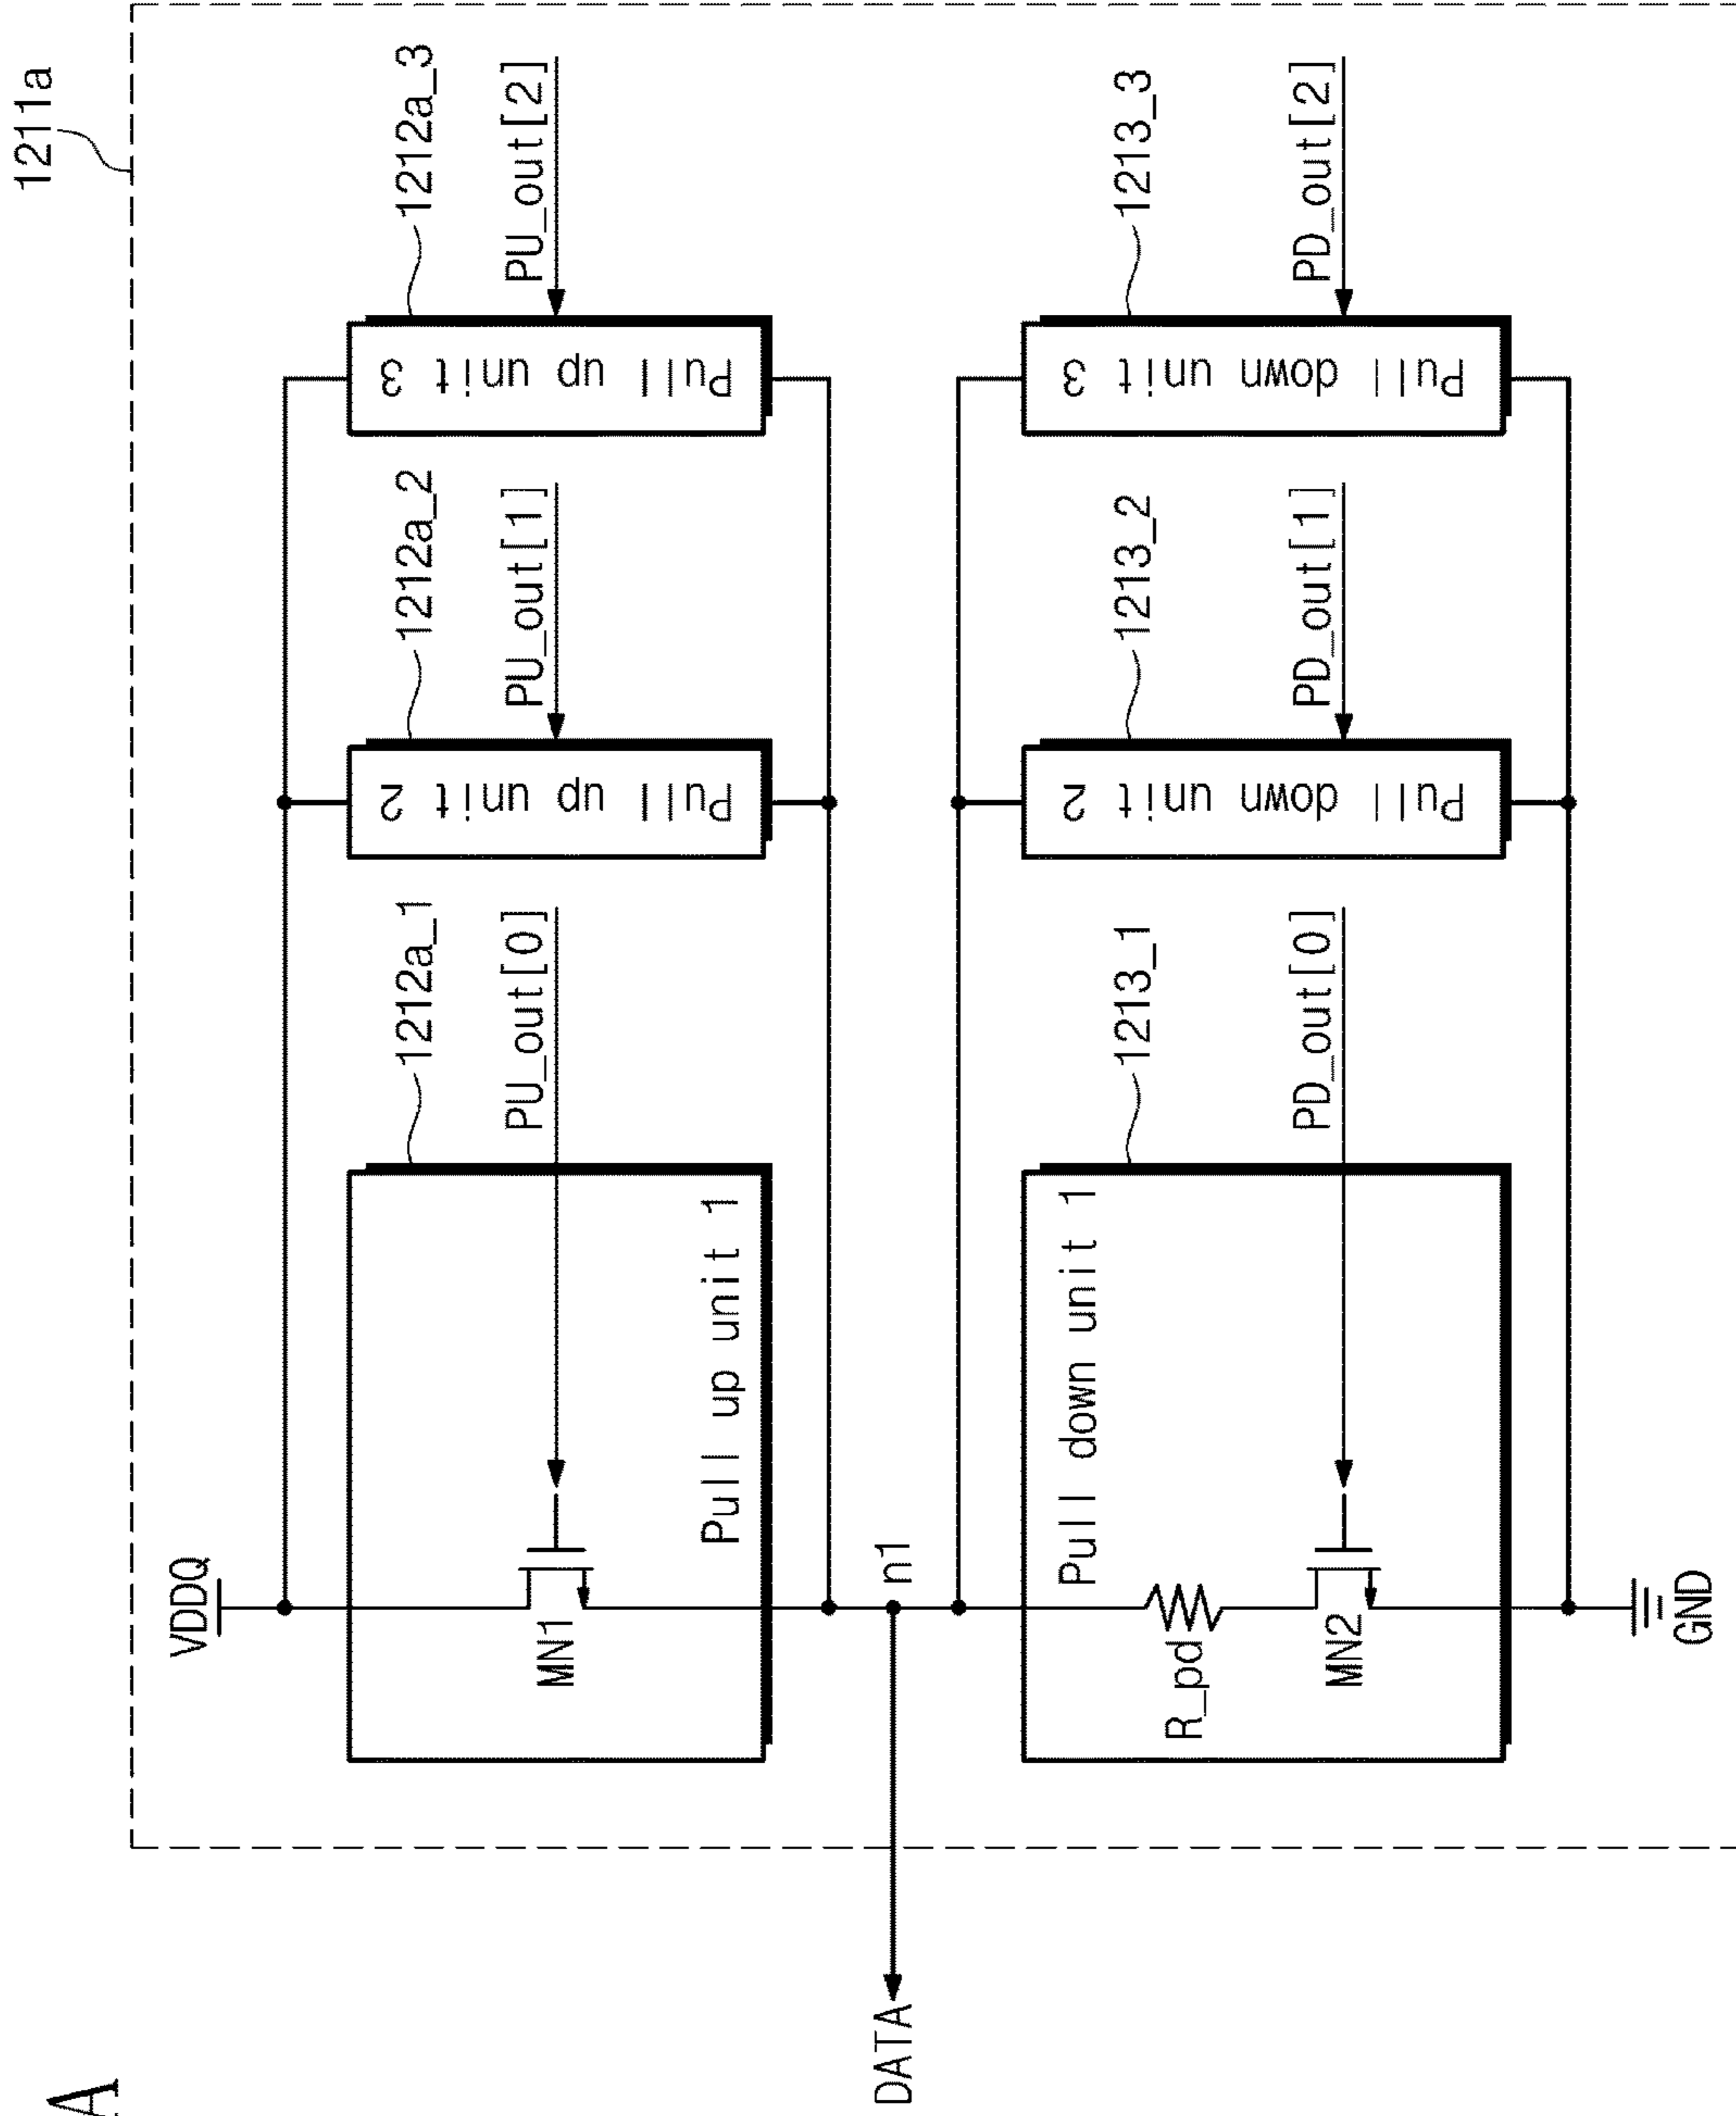 A
1211a
VDDQ
1212a_1
1212a_2
1212a_3
PU_out[0]
PU_out[1]
PU_out[2]
MN1
Pull up unit 1
Pull up unit 2
Pull up unit 3
DATA
n1
1213_1
1213_2
1213_3
Pull down unit 1
Pull down unit 2
Pull down unit 3
R_pd
PD_out[0]
PD_out[1]
PD_out[2]
MN2
GND